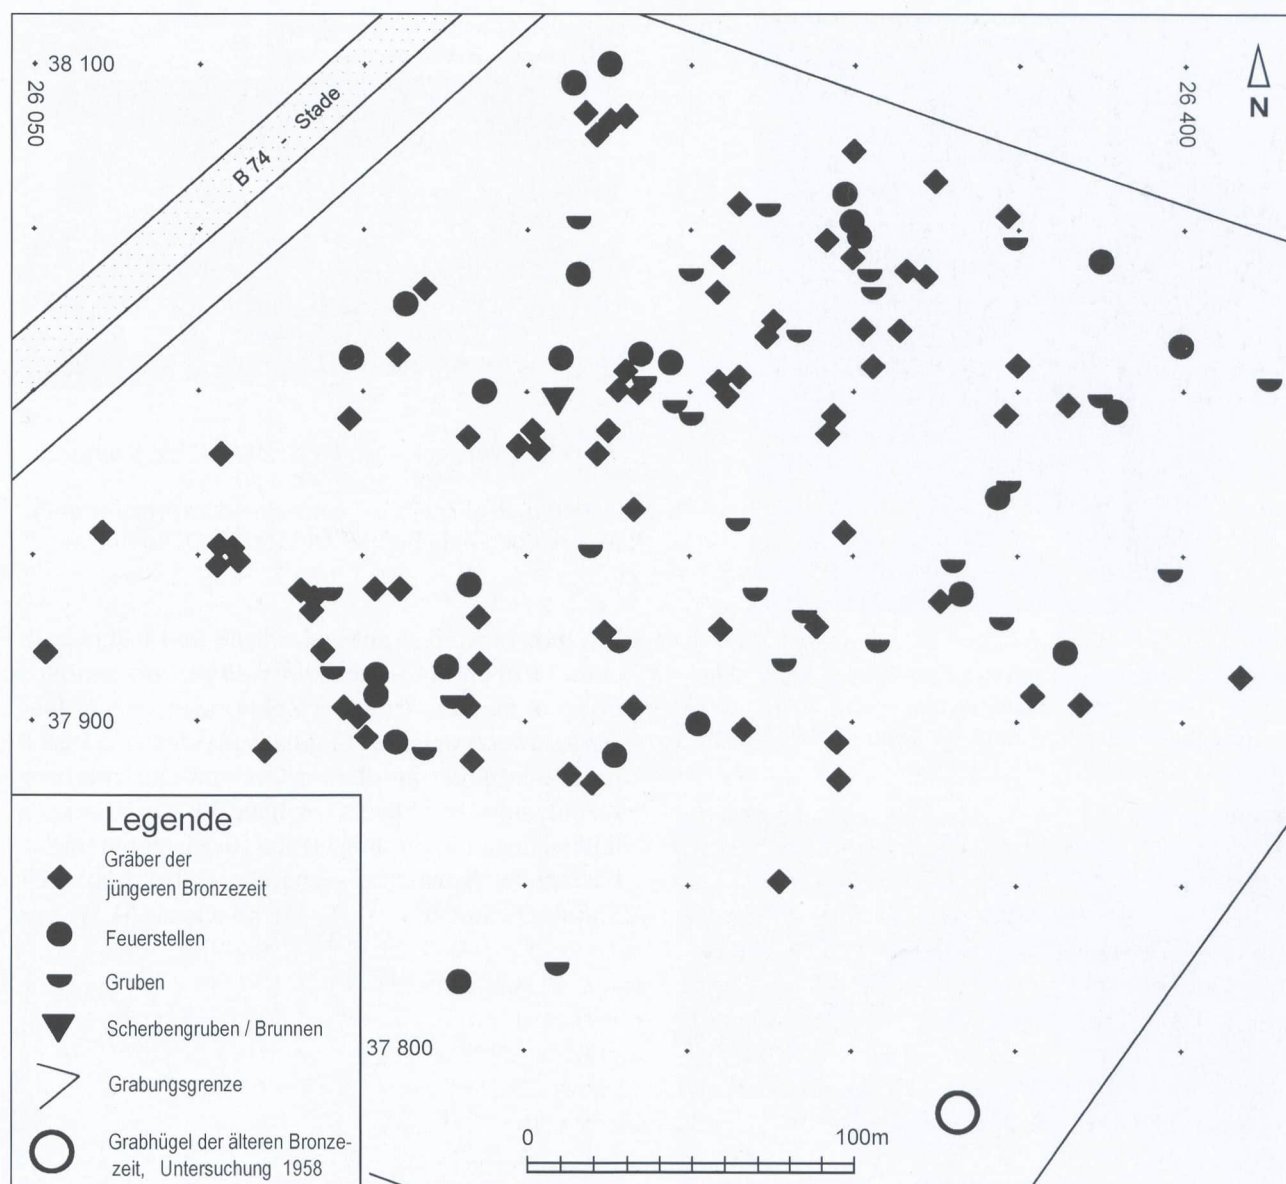 38 100
26 050
B 74 - Stade
26 400
N
37 900
Legende
Gräber der
jüngeren Bronzezeit
Feuerstellen
Gruben
Scherbengruben / Brunnen
Grabungsgrenze
Grabhügel der älteren Bronze-
zeit, Untersuchung 1958
37 800
0
100m